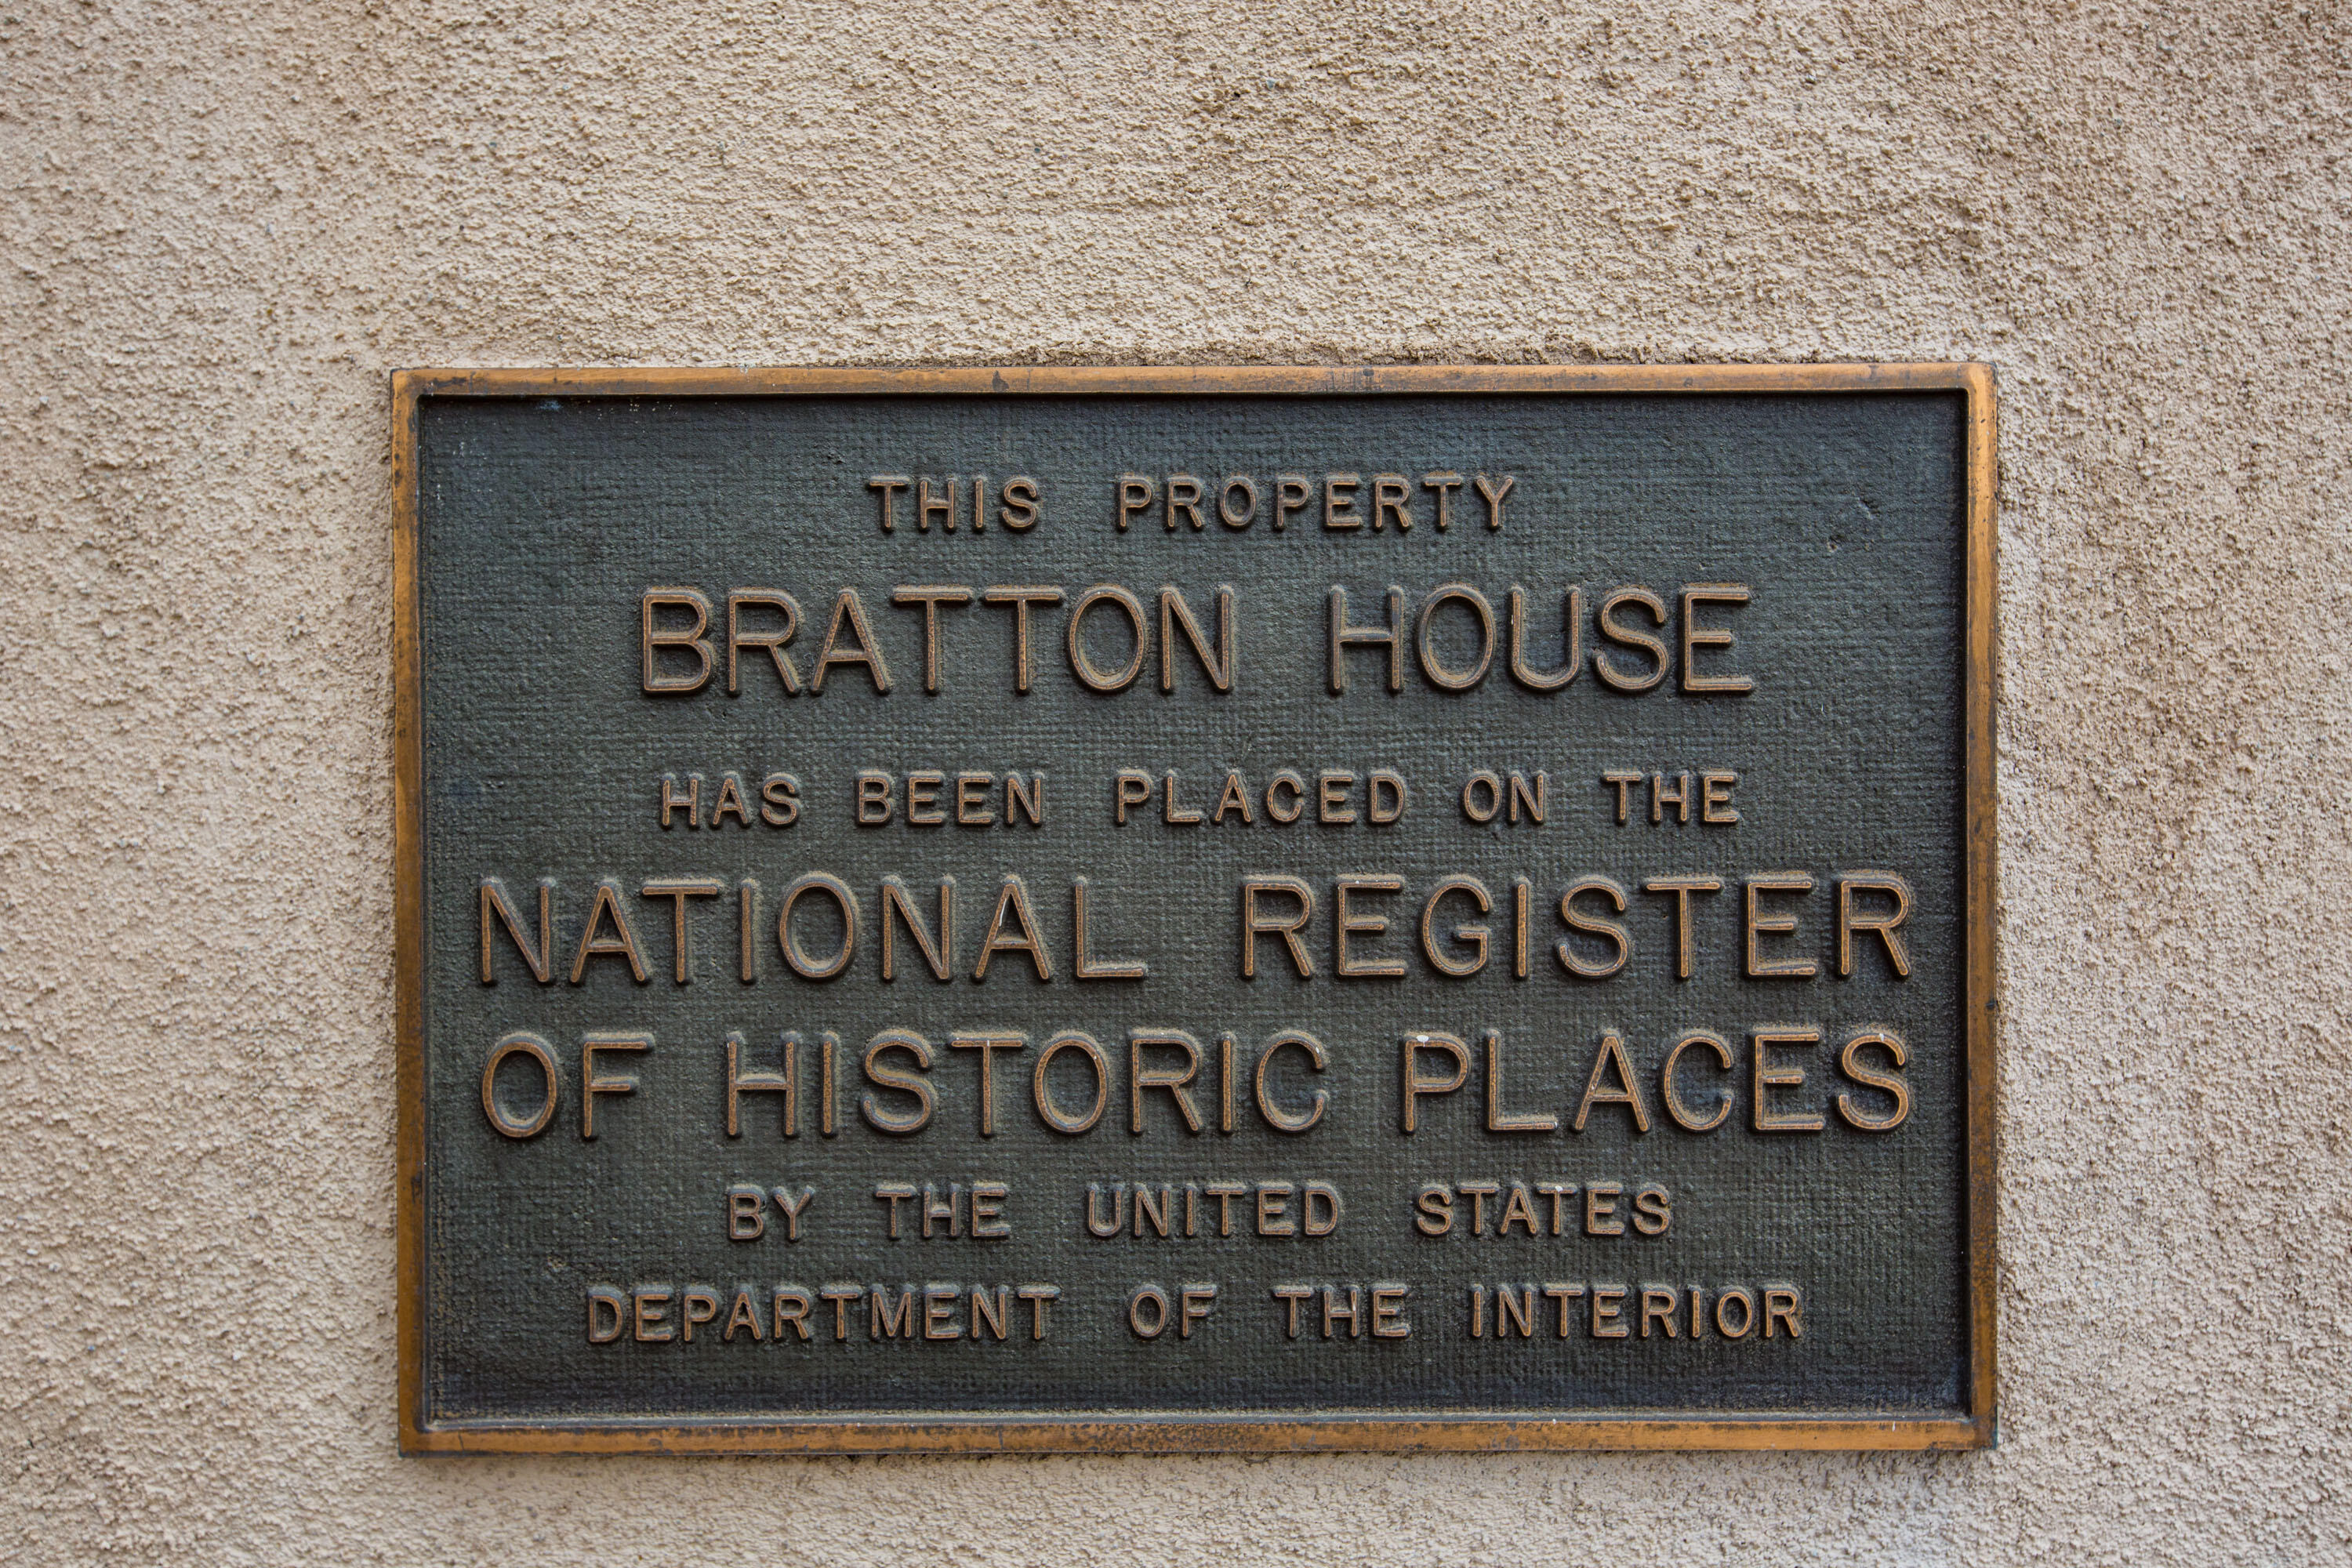 THIS PROPERTY
BRATTON HOUSE
HAS BEEN PLACED ON THE
NATIONAL REGISTER
OF HISTORIC PLACES
BY THE UNITED STATES
DEPARTMENT OF THE INTERIOR